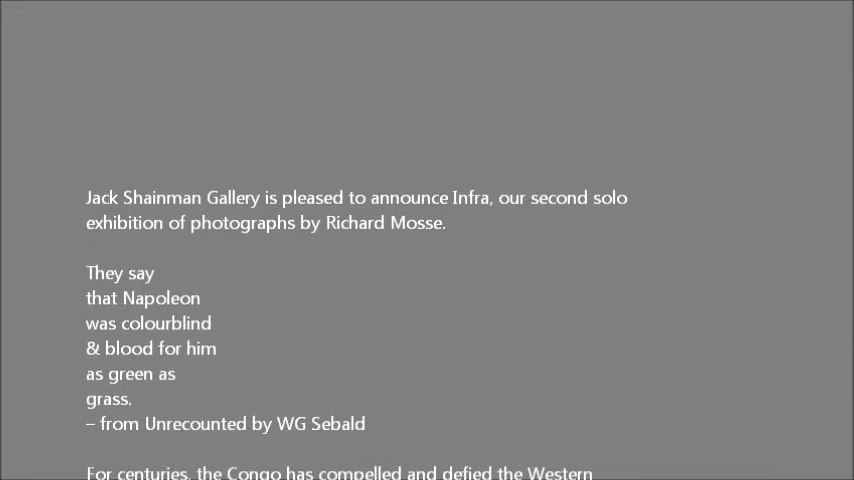 Jack Shainman Gallery is pleased to announce Infra, our second solo
exhibition of photographs by Richard Mosse.
They say
that Napoleon
was colourblind
& blood for him
as green as
grass.
– from Unrecounted by WG Sebald
For centuries, the Congo has compelled and defied the Western